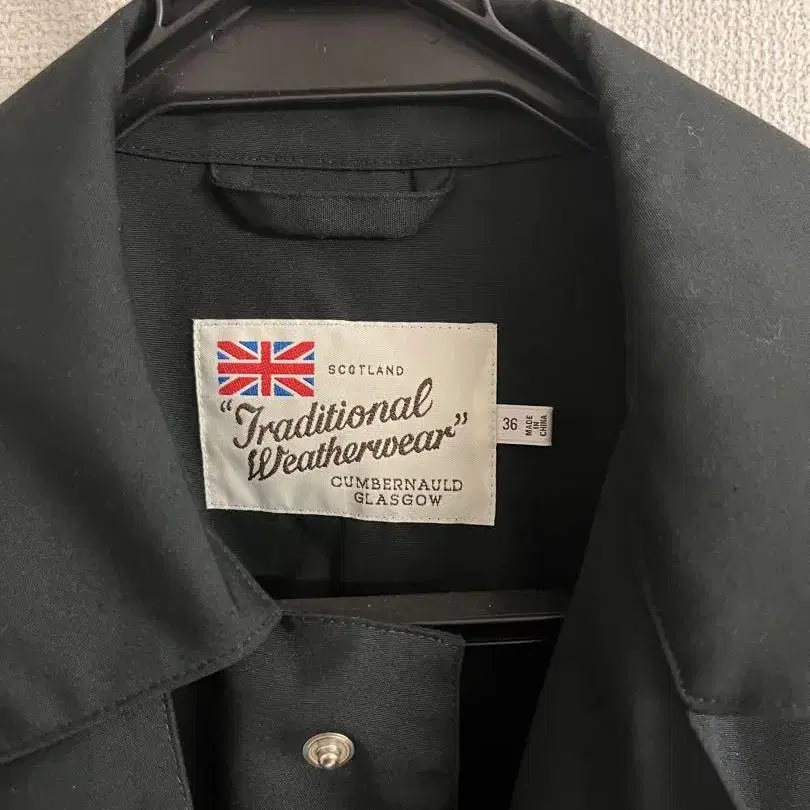 SCOTLAND
"Traditional
Weatherwear"
CUMBERNAULD
GLASGOW
36
MADE
IN
CHINA